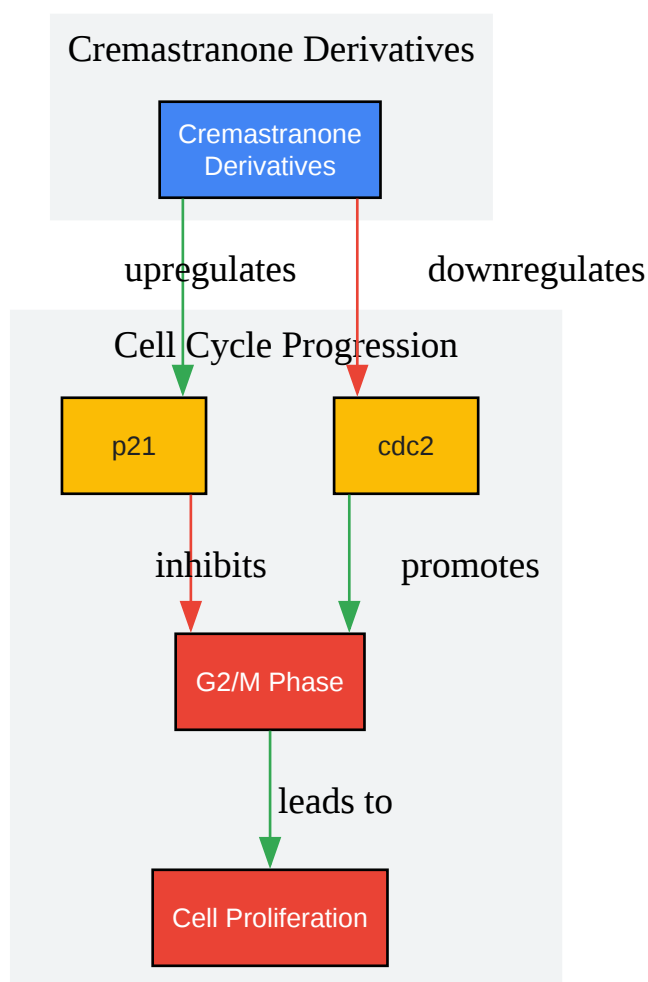 Cremastranone Derivatives
Cremastranone
Derivatives
upregulates
downregulates
Cell Cycle Progression
p21
cdc2
inhibits
promotes
G2/M Phase
leads to
Cell Proliferation